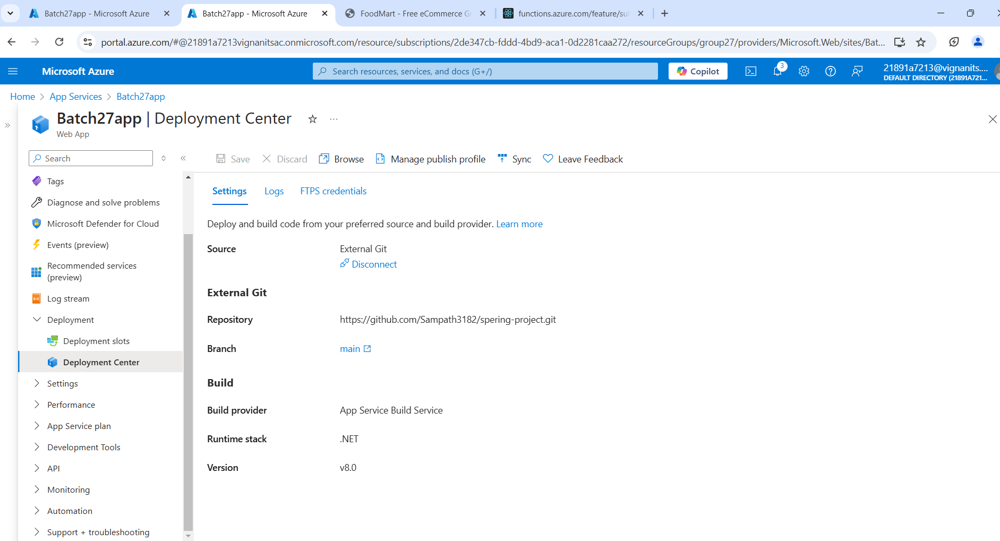 Batch27app - Microsoft Azure
Batch27app - Microsoft Azure
FoodMart - Free eCommerce G
functions.azure.com/feature/su
portal.azure.com/#@21891a7213vignanitsac.onmicrosoft.com/resource/subscriptions/2de347cb-fddd-4bd9-aca1-0d2281caa272/resourceGroups/group27/providers/Microsoft.Web/sites/Bat...
Microsoft Azure
Search resources, services, and docs (G+/)
Copilot
3
21891a7213@vignanits....
DEFAULT DIRECTORY (21891A721...
Home > App Services > Batch27app
Batch27app | Deployment Center
Web App
Search
Save
Discard
Browse
Manage publish profile
Sync
Leave Feedback
Tags
Diagnose and solve problems
Microsoft Defender for Cloud
Events (preview)
Recommended services
(preview)
Log stream
Deployment
Deployment slots
Deployment Center
Settings
Performance
App Service plan
Development Tools
API
Monitoring
Automation
Support + troubleshooting
Settings
Logs
FTPS credentials
Deploy and build code from your preferred source and build provider. Learn more
Source
External Git
Disconnect
External Git
Repository
https://github.com/Sampath3182/spering-project.git
Branch
main
Build
Build provider
App Service Build Service
Runtime stack
.NET
Version
v8.0